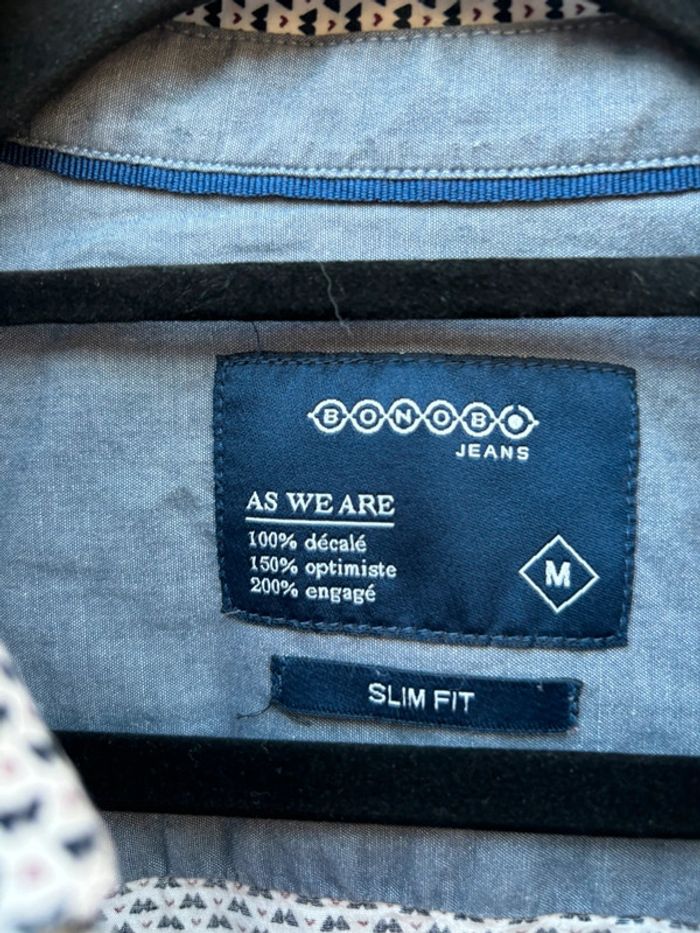 BONOBO
JEANS
AS WE ARE
100% décalé
150% optimiste
200% engagé
M
SLIM FIT